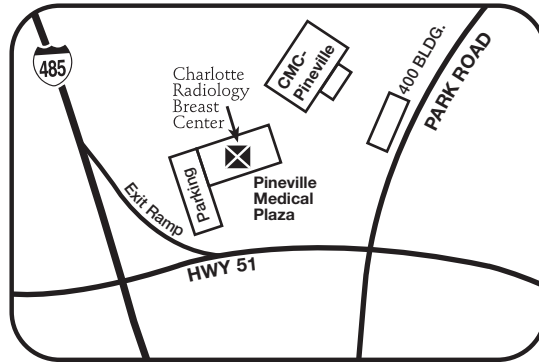 485
Charlotte
Radiology
Breast
Center
CMC-
Pineville
400 BLDG.
PARK ROAD
Parking
Pineville
Medical
Plaza
Exit Ramp
HWY 51